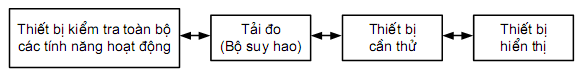 Thiết bị kiểm tra toàn bộ
các tính năng hoạt động
Tải đo
(Bộ suy hao)
Thiết bị
cần thử
Thiết bị
hiển thị